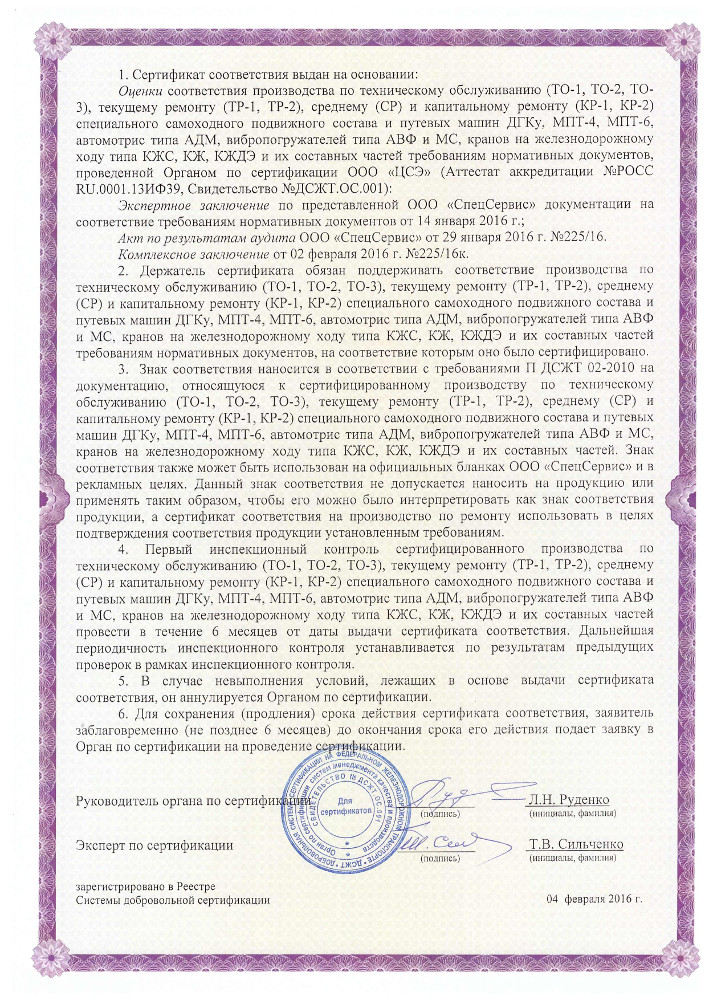 1. Сертификат соответствия выдан на основании:
Оценки соответствия производства по техническому обслуживанию (ТО-1, ТО-2, ТО-
3), текущему ремонту (ТР-1, ТР-2), среднему (СР) и капитальному ремонту (КР-1, КР-2)
специального самоходного подвижного состава и путевых машин ДГКу, МПТ-4, МПТ-6,
автомотрис типа АДМ, вибропогружателей типа АВФ и МС, кранов на железнодорожному
ходу типа КЖС, КЖ, КЖДЭ и их составных частей требованиям нормативных документов,
проведенной Органом по сертификации ООО «ЦСЭ» (Аттестат аккредитации №РОСС
RU.0001.13ИФ39, Свидетельство №ДСЖТ.ОС.001):
Экспертное заключение по представленной ООО «СпецСервис» документации на
соответствие требованиям нормативных документов от 14 января 2016 г.;
Акт по результатам аудита ООО «СпецСервис» от 29 января 2016 г. №225/16.
Комплексное заключение от 02 февраля 2016 г. №225/16к.
2. Держатель сертификата обязан поддерживать соответствие производства по
техническому обслуживанию (ТО-1, ТО-2, ТО-3), текущему ремонту (ТР-1, ТР-2), среднему
(СР) и капитальному ремонту (КР-1, КР-2) специального самоходного подвижного состава и
путевых машин ДГКу, МПТ-4, МПТ-6, автомотрис типа АДМ, вибропогружателей типа АВФ
и МС, кранов на железнодорожному ходу типа КЖС, КЖ, КЖДЭ и их составных частей
требованиям нормативных документов, на соответствие которым оно было сертифицировано.
3. Знак соответствия наносится в соответствии с требованиями П ДСЖТ 02-2010 на
документацию, относящуюся к сертифицированному производству по техническому
обслуживанию (ТО-1, ТО-2, ТО-3), текущему ремонту (ТР-1, ТР-2), среднему (СР) и
капитальному ремонту (КР-1, КР-2) специального самоходного подвижного состава и путевых
машин ДГКу, МПТ-4, МПТ-6, автомотрис типа АДМ, вибропогружателей типа АВФ и МС,
кранов на железнодорожному ходу типа КЖС, КЖ, КЖДЭ и их составных частей. Знак
соответствия также может быть использован на официальных бланках ООО «СпецСервис» и в
рекламных целях. Данный знак соответствия не допускается наносить на продукцию или
применять таким образом, чтобы его можно было интерпретировать как знак соответствия
продукции, а сертификат соответствия на производство по ремонту использовать в целях
подтверждения соответствия продукции установленным требованиям.
4. Первый инспекционный контроль сертифицированного производства по
техническому обслуживанию (ТО-1, ТО-2, ТО-3), текущему ремонту (ТР-1, ТР-2), среднему
(СР) и капитальному ремонту (КР-1, КР-2) специального самоходного подвижного состава и
путевых машин ДГКу, МПТ-4, МПТ-6, автомотрис типа АДМ, вибропогружателей типа АВФ
и МС, кранов на железнодорожному ходу типа КЖС, КЖ, КЖДЭ и их составных частей
провести в течение 6 месяцев от даты выдачи сертификата соответствия. Дальнейшая
периодичность инспекционного контроля устанавливается по результатам предыдущих
проверок в рамках инспекционного контроля.
5. В случае невыполнения условий, лежащих в основе выдачи сертификата
соответствия, он аннулируется Органом по сертификации.
6. Для сохранения (продления) срока действия сертификата соответствия, заявитель
заблаговременно (не позднее 6 месяцев) до окончания срока его действия подает заявку в
Орган по сертификации на проведение сертификации.
Руководитель органа по сертификации
Л.Н. Руденко
(подпись)
(инициалы, фамилия)
Для
сертификатов
Эксперт по сертификации
Т.В. Сильченко
(подпись)
(инициалы, фамилия)
зарегистрировано в Реестре
Системы добровольной сертификации
04 февраля 2016 г.